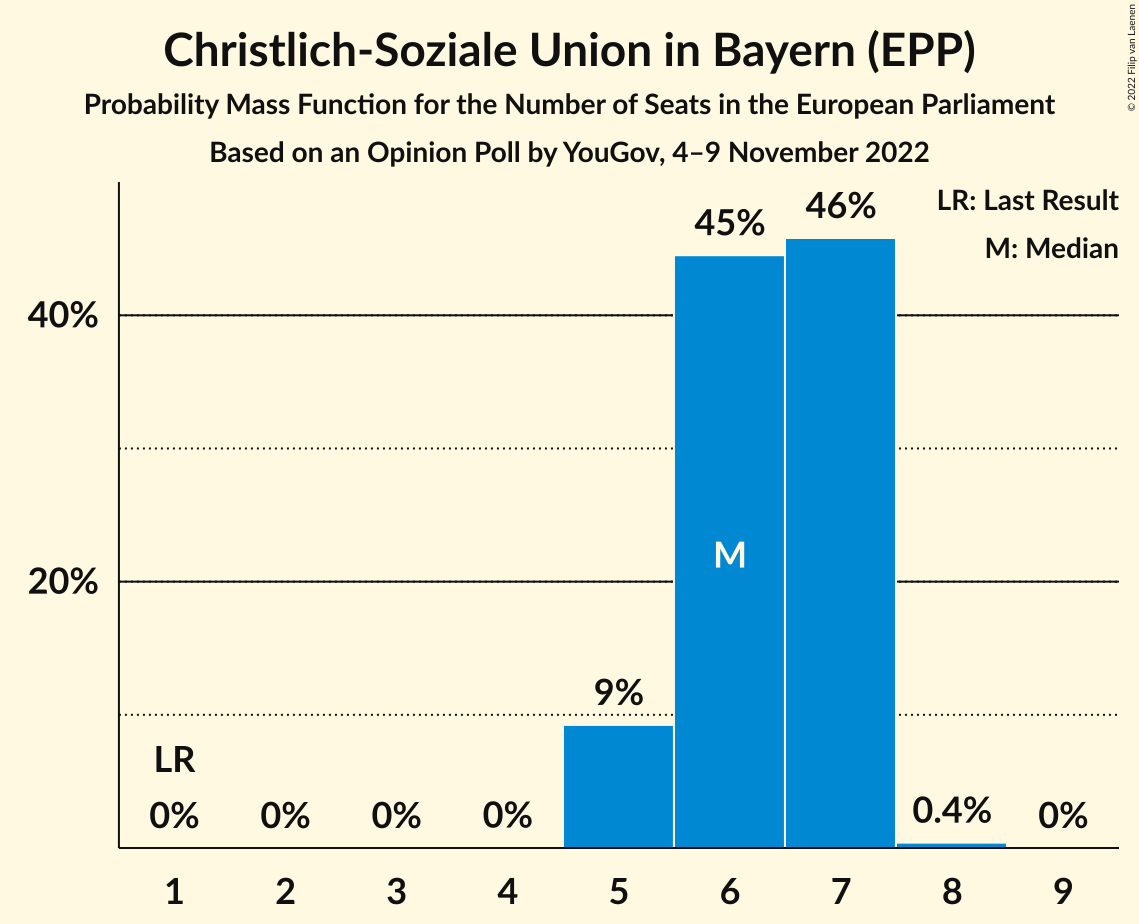 Christlich-Soziale Union in Bayern (EPP)
Probability Mass Function for the Number of Seats in the European Parliament
Based on an Opinion Poll by YouGov, 4–9 November 2022
© 2022 Filip van Laenen
LR: Last Result
M: Median
46%
45%
40%
M
20%
9%
LR
0% 0% 0% 0% 0.4% 0%
1 2 3 4 5 6 7 8 9